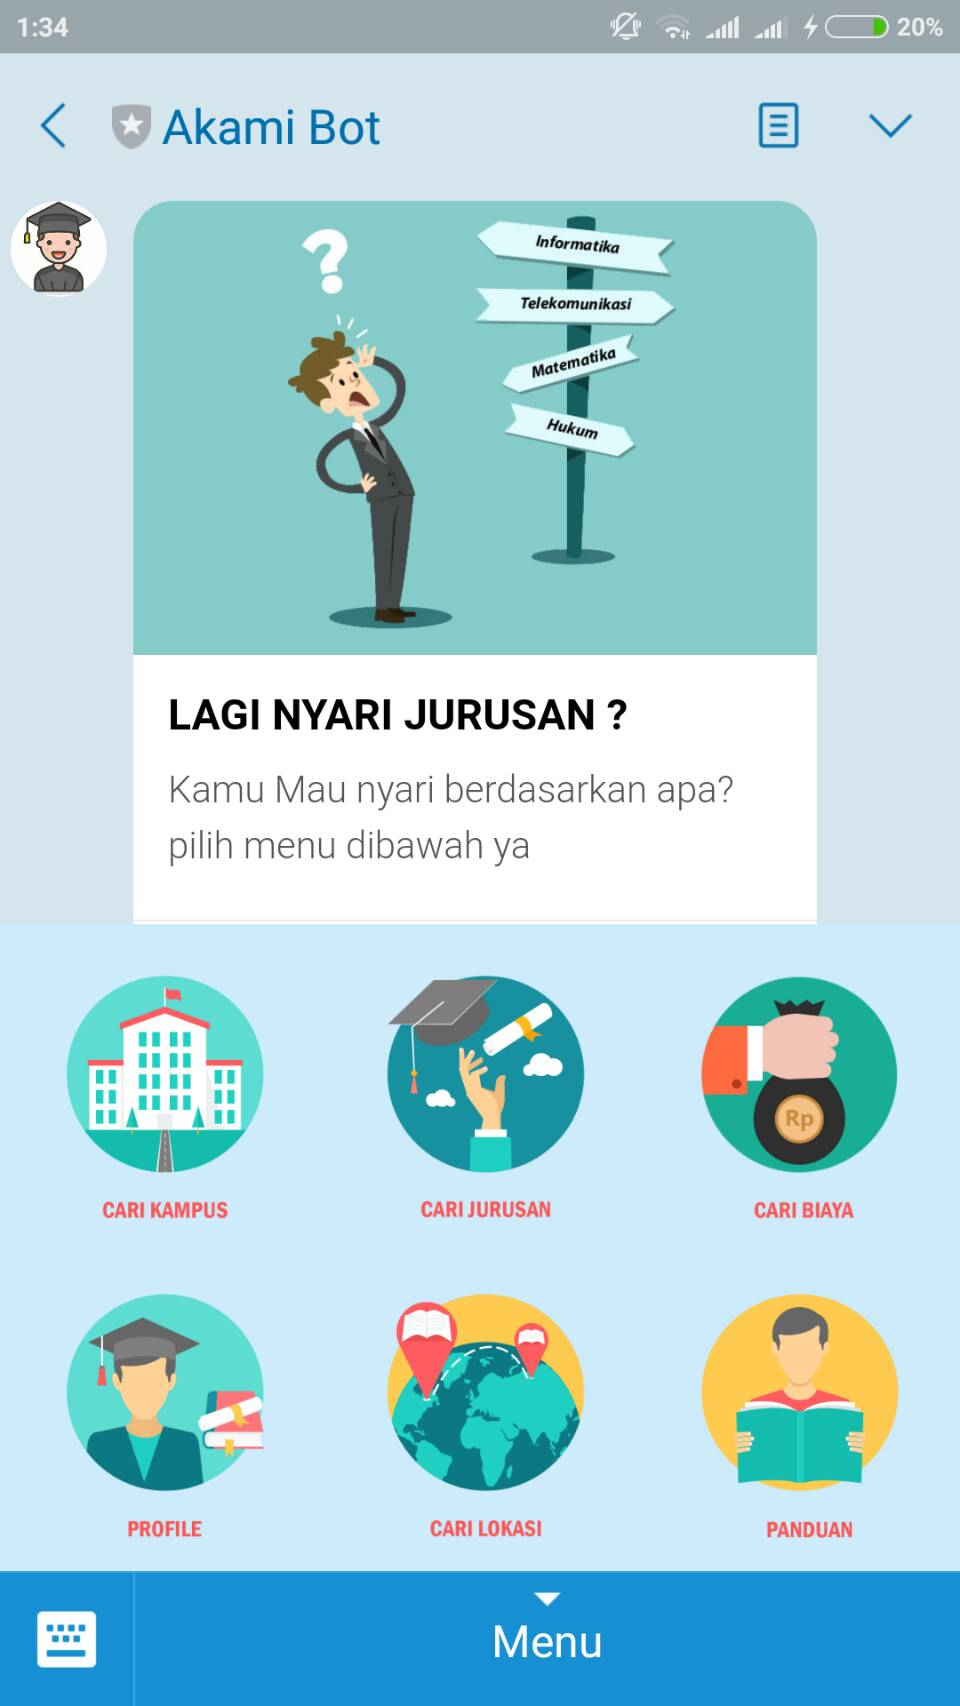 1:34
20%
Akami Bot
?
Informatika
Telekomunikasi
Matematika
Hukum
LAGI NYARI JURUSAN ?
Kamu Mau nyari berdasarkan apa?
pilih menu dibawah ya
Rp
CARI KAMPUS
CARI JURUSAN
CARI BIAYA
PROFILE
CARI LOKASI
PANDUAN
Menu